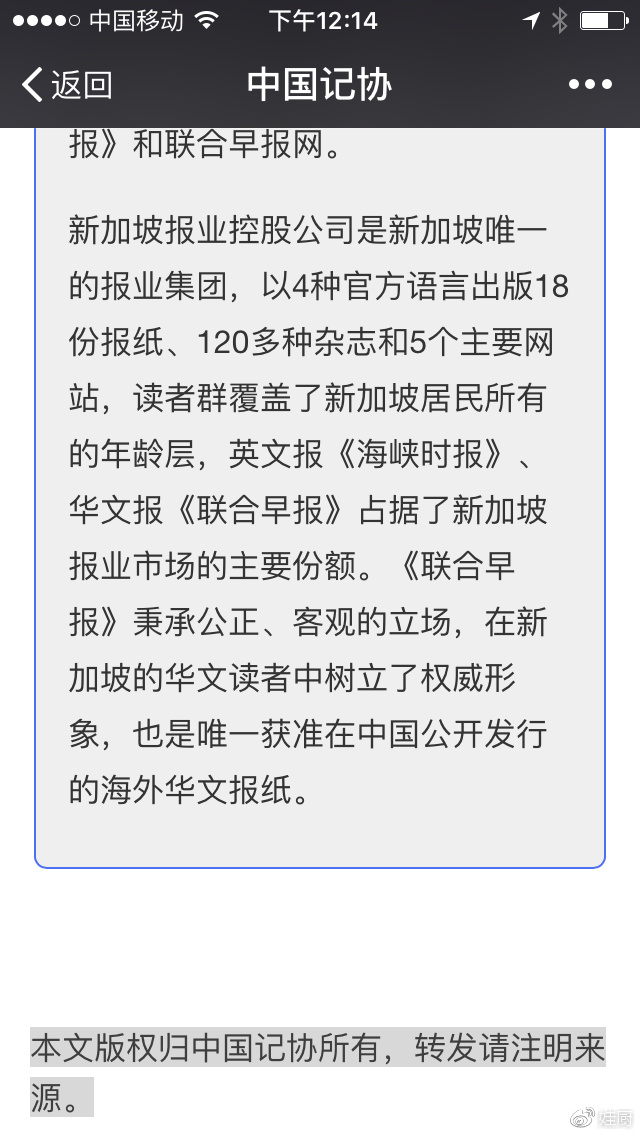 中国移动
下午12:14
返回
中国记协
报》和联合早报网。
新加坡报业控股公司是新加坡唯一
的报业集团，以4种官方语言出版18
份报纸、120多种杂志和5个主要网
站，读者群覆盖了新加坡居民所有
的年龄层，英文报《海峡时报》、
华文报《联合早报》占据了新加坡
报业市场的主要份额。《联合早
报》秉承公正、客观的立场，在新
加坡的华文读者中树立了权威形
象，也是唯一获准在中国公开发行
的海外华文报纸。
本文版权归中国记协所有，转发请注明来
源。